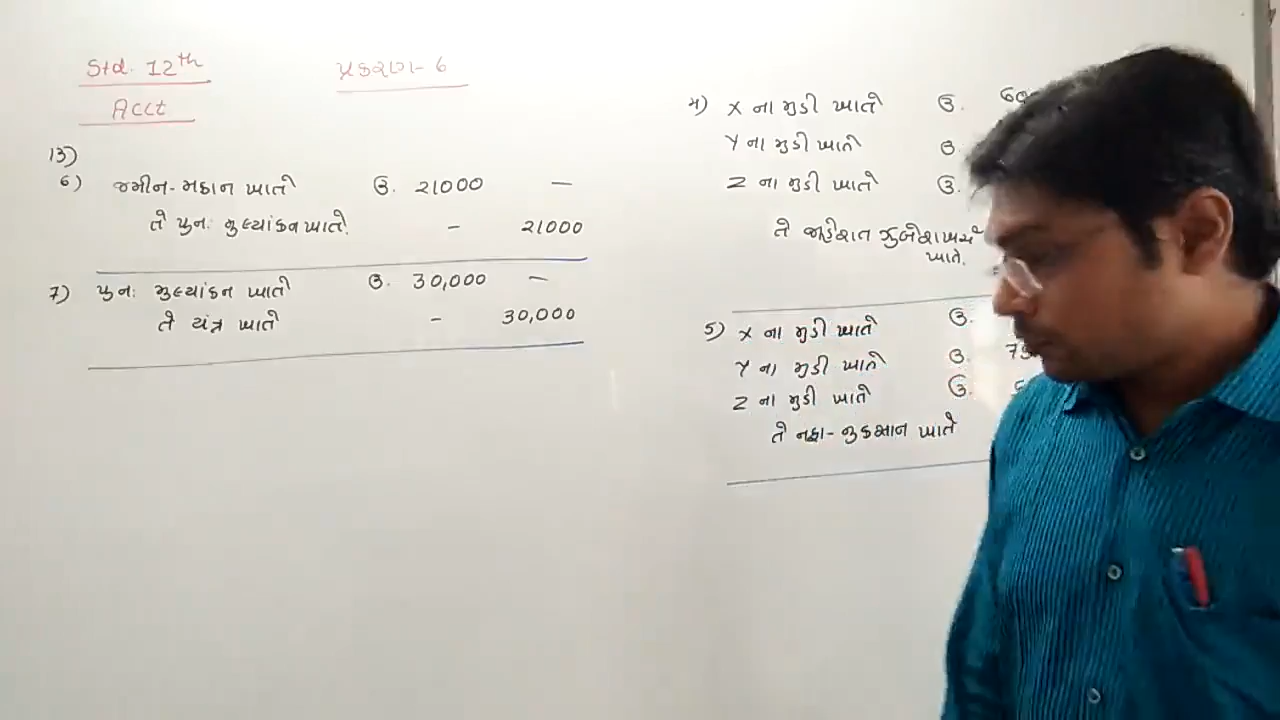 Std. 12th
Acct
પ્રકરણ- 6
13)
6) જમીન-મકાન ખાતે ઉ. 21000 —
તે પુનઃ મુલ્યાંકન ખાતે. - 21000
7) પુનઃ મુલ્યાંકન ખાતે ઉ. 30,000 -
તે યંત્ર ખાતે - 30,000
4) X ના મુડી ખાતે ઉ.
Y ના મુડી ખાતે ઉ.
Z ના મુડી ખાતે ઉ.
તે જાહેરાત ઝુંબેશ ખર્ચ
ખાતે.
5) X ના મુડી ખાતે ઉ.
Y ના મુડી ખાતે ઉ.
Z ના મુડી ખાતે ઉ.
તે નફા-નુકસાન ખાતે